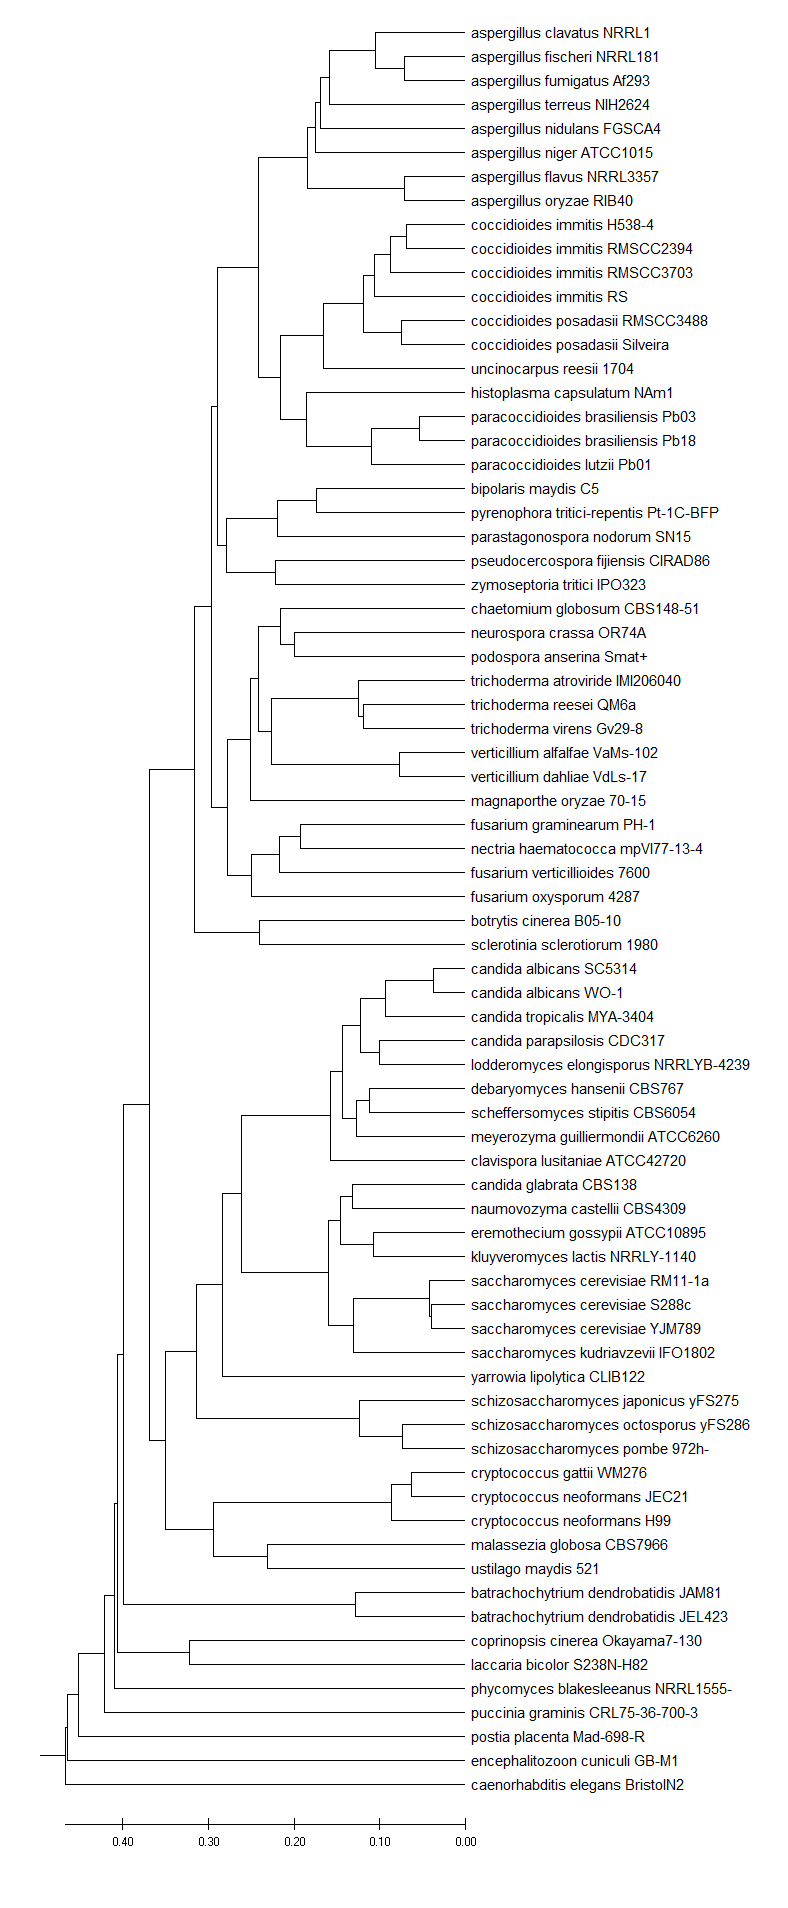 aspergillus clavatus NRRL1
aspergillus fischeri NRRL181
aspergillus fumigatus Af293
aspergillus terreus NIH2624
aspergillus nidulans FGSCA4
aspergillus niger ATCC1015
aspergillus flavus NRRL3357
aspergillus oryzae RIB40
coccidioides immitis H538-4
coccidioides immitis RMSCC2394
coccidioides immitis RMSCC3703
coccidioides immitis RS
coccidioides posadasii RMSCC3488
coccidioides posadasii Silveira
uncinocarpus reesii 1704
histoplasma capsulatum NAm1
paracoccidioides brasiliensis Pb03
paracoccidioides brasiliensis Pb18
paracoccidioides lutzii Pb01
bipolaris maydis C5
pyrenophora tritici-repentis Pt-1C-BFP
parastagonospora nodorum SN15
pseudocercospora fijiensis CIRAD86
zymoseptoria tritici IPO323
chaetomium globosum CBS148-51
neurospora crassa OR74A
podospora anserina Smat+
trichoderma atroviride IMI206040
trichoderma reesei QM6a
trichoderma virens Gv29-8
verticillium alfalfae VaMs-102
verticillium dahliae VdLs-17
magnaporthe oryzae 70-15
fusarium graminearum PH-1
nectria haematococca mpVI77-13-4
fusarium verticillioides 7600
fusarium oxysporum 4287
botrytis cinerea B05-10
sclerotinia sclerotiorum 1980
candida albicans SC5314
candida albicans WO-1
candida tropicalis MYA-3404
candida parapsilosis CDC317
lodderomyces elongisporus NRRLYB-4239
debaryomyces hansenii CBS767
scheffersomyces stipitis CBS6054
meyerozyma guilliermondii ATCC6260
clavispora lusitaniae ATCC42720
candida glabrata CBS138
naumovozyma castellii CBS4309
eremothecium gossypii ATCC10895
kluyveromyces lactis NRRLY-1140
saccharomyces cerevisiae RM11-1a
saccharomyces cerevisiae S288c
saccharomyces cerevisiae YJM789
saccharomyces kudriavzevii IFO1802
yarrowia lipolytica CLIB122
schizosaccharomyces japonicus yFS275
schizosaccharomyces octosporus yFS286
schizosaccharomyces pombe 972h-
cryptococcus gattii WM276
cryptococcus neoformans JEC21
cryptococcus neoformans H99
malassezia globosa CBS7966
ustilago maydis 521
batrachochytrium dendrobatidis JAM81
batrachochytrium dendrobatidis JEL423
coprinopsis cinerea Okayama7-130
laccaria bicolor S238N-H82
phycomyces blakesleeanus NRRL1555-
puccinia graminis CRL75-36-700-3
postia placenta Mad-698-R
encephalitozoon cuniculi GB-M1
caenorhabditis elegans BristolN2
0.40 0.30 0.20 0.10 0.00